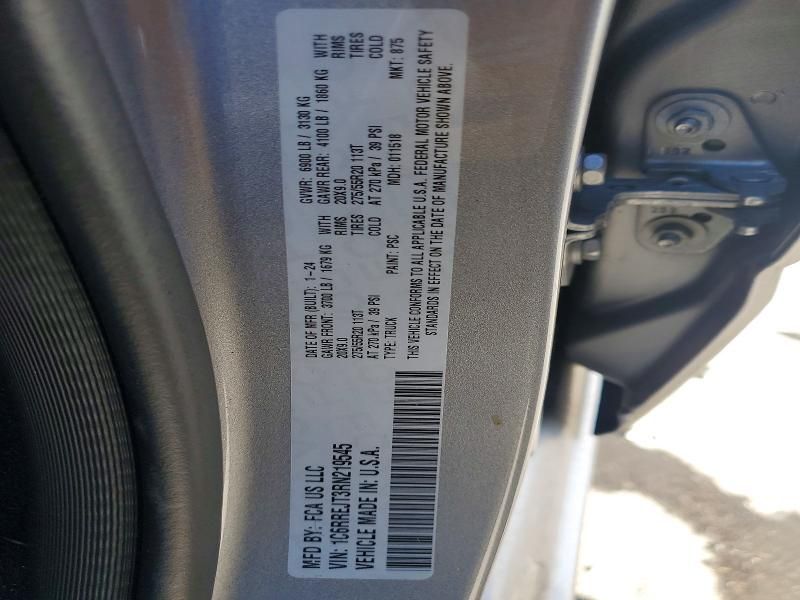 MFD BY: FCA US LLC
VIN: 1C6RREJT3RN219545
VEHICLE MADE IN: U.S.A.
DATE OF MFR (BUILT): 1-24 GVWR: 6900 LB / 3130 KG
GAWR FRONT: 3700 LB / 1679 KG WITH GAWR REAR: 4100 LB / 1860 KG WITH
20X9.0 RIMS 20X9.0 RIMS
275/55R20 113T TIRES 275/55R20 113T TIRES
AT 270 kPa / 39 PSI COLD AT 270 kPa / 39 PSI COLD
TYPE: TRUCK PAINT: PSC MDH: 011518 MKT: 875
THIS VEHICLE CONFORMS TO ALL APPLICABLE U.S.A. FEDERAL MOTOR VEHICLE SAFETY
STANDARDS IN EFFECT ON THE DATE OF MANUFACTURE SHOWN ABOVE.